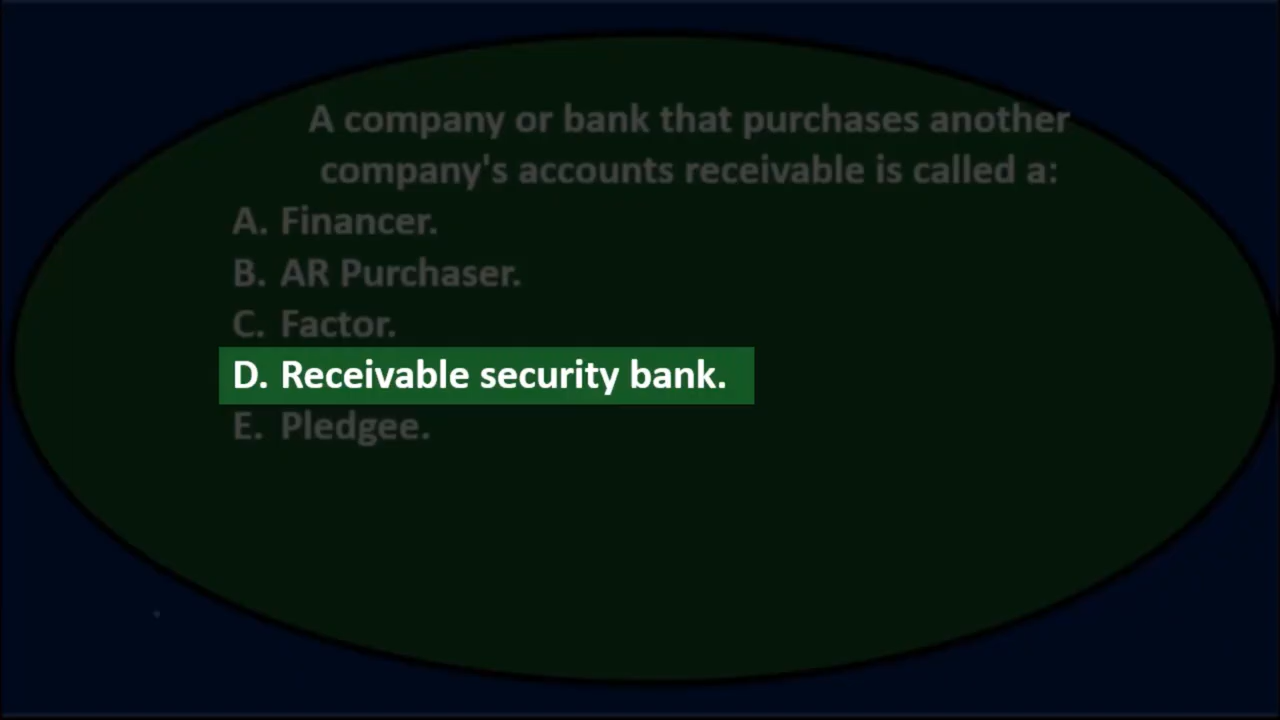 A company or bank that purchases another
company's accounts receivable is called a:
A. Financer.
B. AR Purchaser.
C. Factor.
D. Receivable security bank.
E. Pledgee.